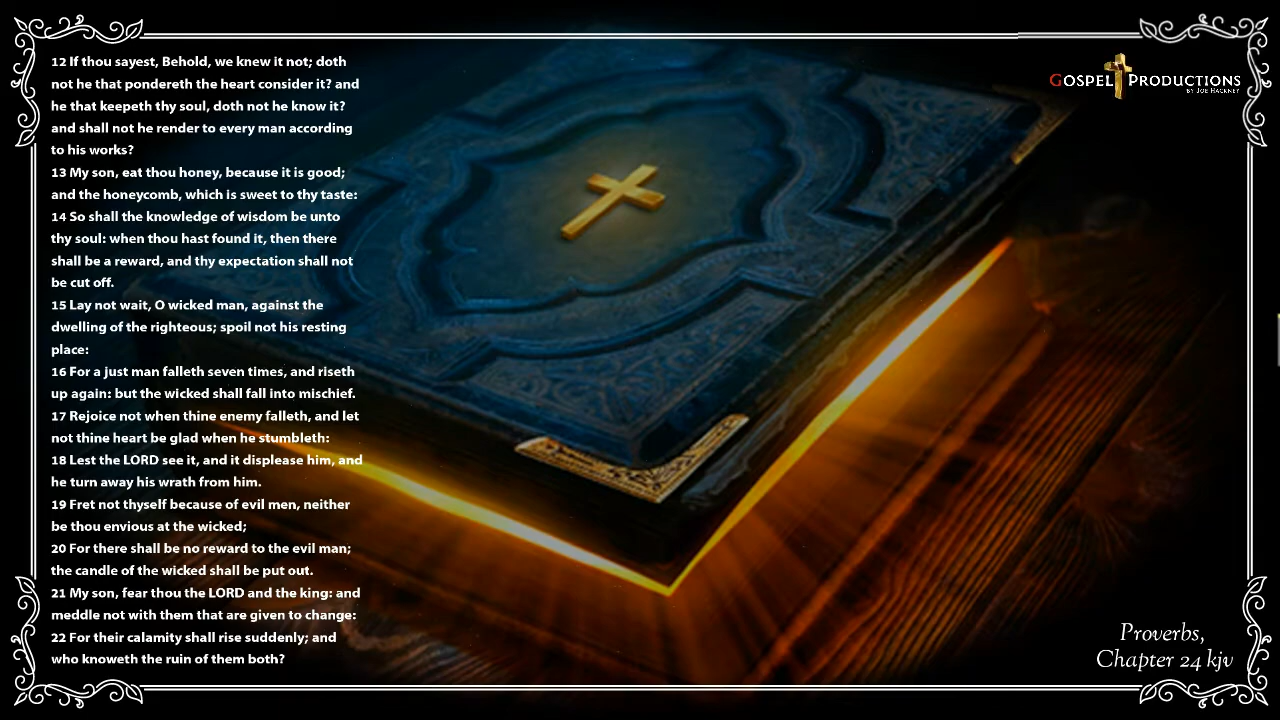 12 If thou sayest, Behold, we knew it not; doth
not he that pondereth the heart consider it? and
he that keepeth thy soul, doth not he know it?
and shall not he render to every man according
to his works?
13 My son, eat thou honey, because it is good;
and the honeycomb, which is sweet to thy taste:
14 So shall the knowledge of wisdom be unto
thy soul: when thou hast found it, then there
shall be a reward, and thy expectation shall not
be cut off.
15 Lay not wait, O wicked man, against the
dwelling of the righteous; spoil not his resting
place:
16 For a just man falleth seven times, and riseth
up again: but the wicked shall fall into mischief.
17 Rejoice not when thine enemy falleth, and let
not thine heart be glad when he stumbleth:
18 Lest the LORD see it, and it displease him, and
he turn away his wrath from him.
19 Fret not thyself because of evil men, neither
be thou envious at the wicked;
20 For there shall be no reward to the evil man;
the candle of the wicked shall be put out.
21 My son, fear thou the LORD and the king: and
meddle not with them that are given to change:
22 For their calamity shall rise suddenly; and
who knoweth the ruin of them both?
Gospel Productions
by Joe Hackney
Proverbs,
Chapter 24 kjv